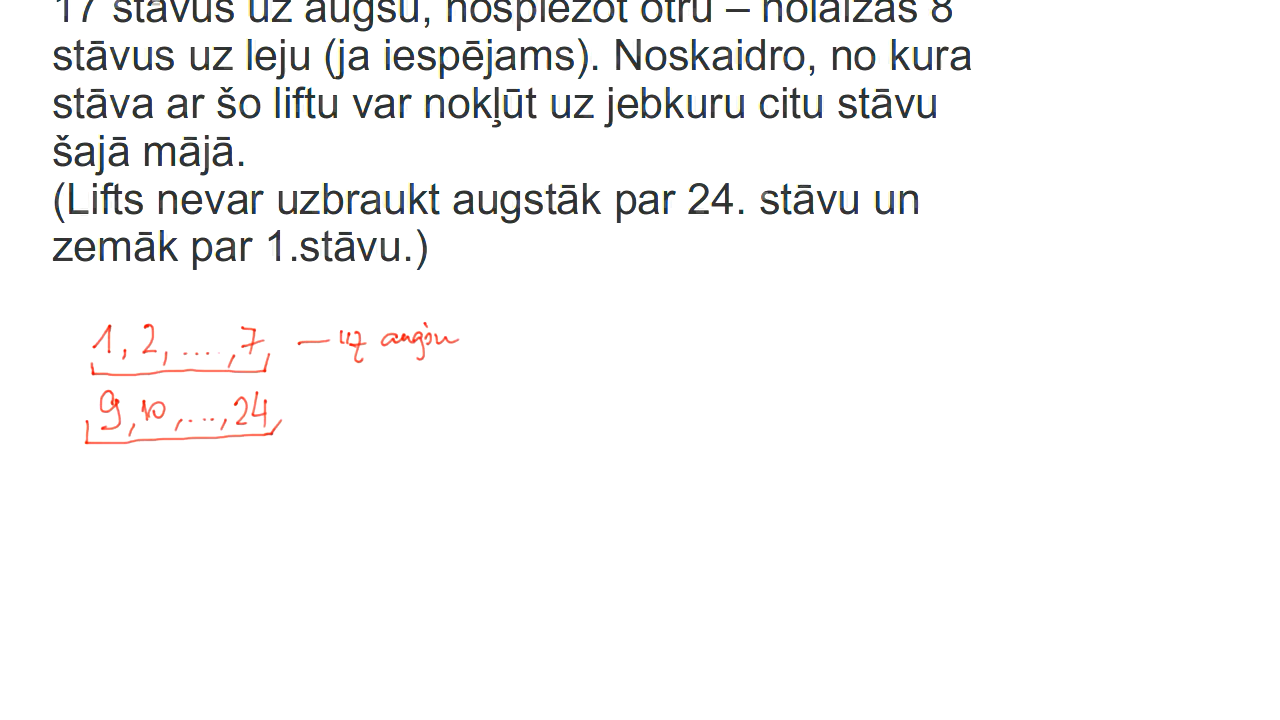 17 stāvus uz augšu, nospiežot otru – nolaižas 8
stāvus uz leju (ja iespējams). Noskaidro, no kura
stāva ar šo liftu var nokļūt uz jebkuru citu stāvu
šajā mājā.
(Lifts nevar uzbraukt augstāk par 24. stāvu un
zemāk par 1.stāvu.)
1, 2, ...., 7, — uz augšu
9, 10, ..., 24,